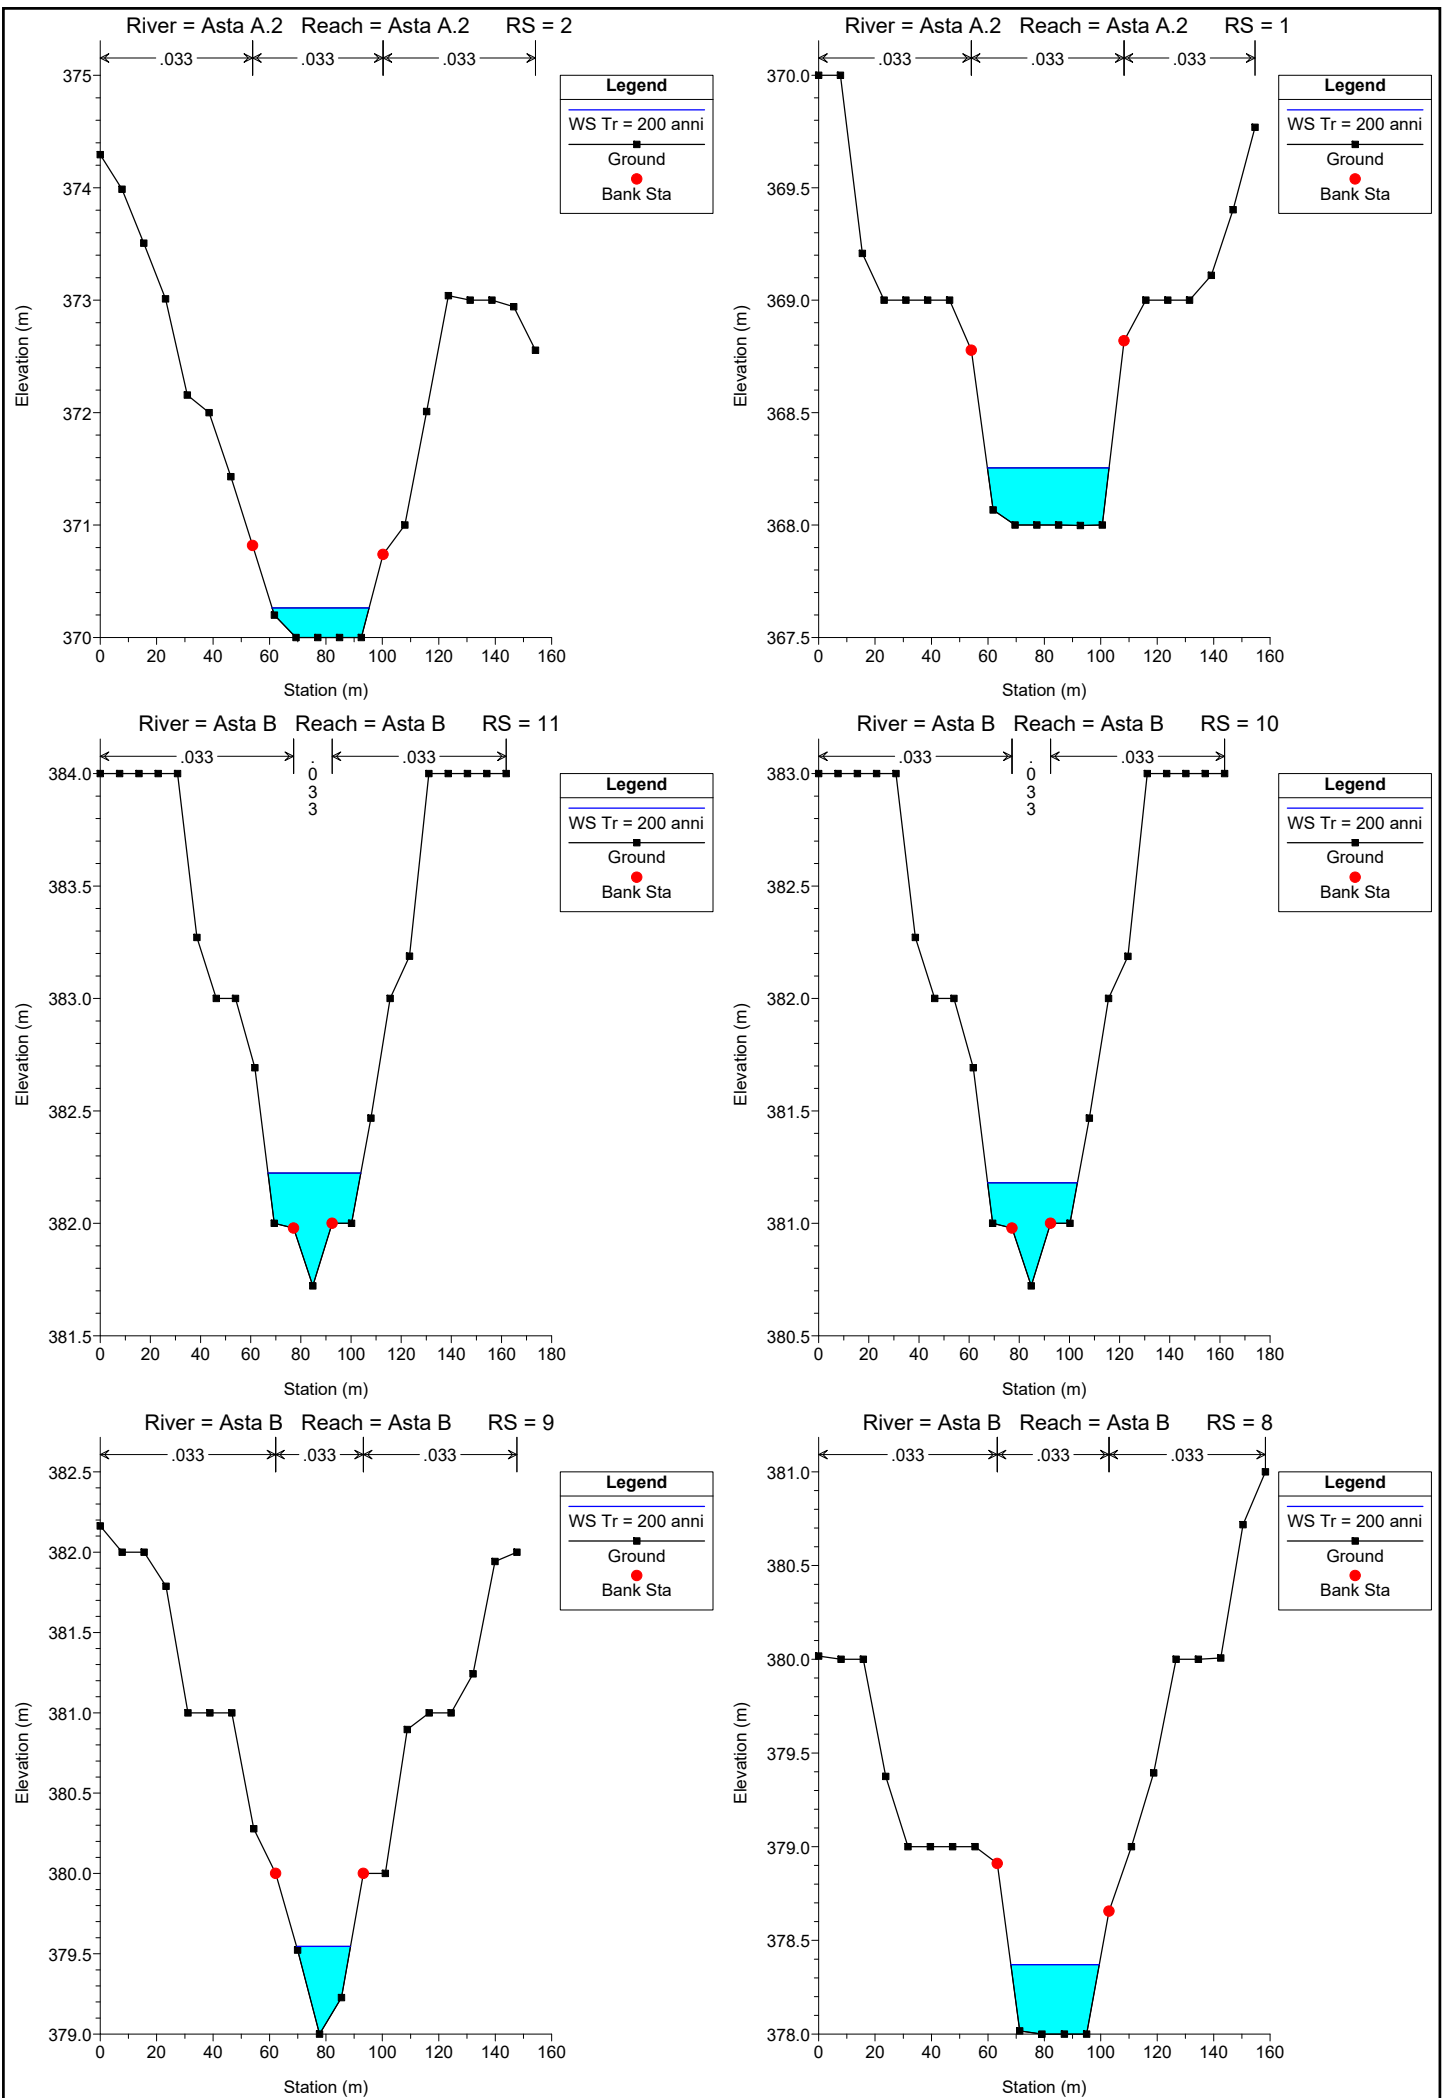 River = Asta A.2 Reach = Asta A.2 RS = 2
.033 .033 .033
375
374
373
372
371
370
0 20 40 60 80 100 120 140 160
Station (m)
Elevation (m)
Legend
WS Tr = 200 anni
Ground
Bank Sta
River = Asta A.2 Reach = Asta A.2 RS = 1
.033 .033 .033
370.0
369.5
369.0
368.5
368.0
367.5
0 20 40 60 80 100 120 140 160
Station (m)
Elevation (m)
Legend
WS Tr = 200 anni
Ground
Bank Sta
River = Asta B Reach = Asta B RS = 11
.033 .033 .033
384.0
383.5
383.0
382.5
382.0
381.5
0 20 40 60 80 100 120 140 160 180
Station (m)
Elevation (m)
Legend
WS Tr = 200 anni
Ground
Bank Sta
River = Asta B Reach = Asta B RS = 10
.033 .033 .033
383.0
382.5
382.0
381.5
381.0
380.5
0 20 40 60 80 100 120 140 160 180
Station (m)
Elevation (m)
Legend
WS Tr = 200 anni
Ground
Bank Sta
River = Asta B Reach = Asta B RS = 9
.033 .033 .033
382.5
382.0
381.5
381.0
380.5
380.0
379.5
379.0
0 20 40 60 80 100 120 140 160
Station (m)
Elevation (m)
Legend
WS Tr = 200 anni
Ground
Bank Sta
River = Asta B Reach = Asta B RS = 8
.033 .033 .033
381.0
380.5
380.0
379.5
379.0
378.5
378.0
0 20 40 60 80 100 120 140 160
Station (m)
Elevation (m)
Legend
WS Tr = 200 anni
Ground
Bank Sta